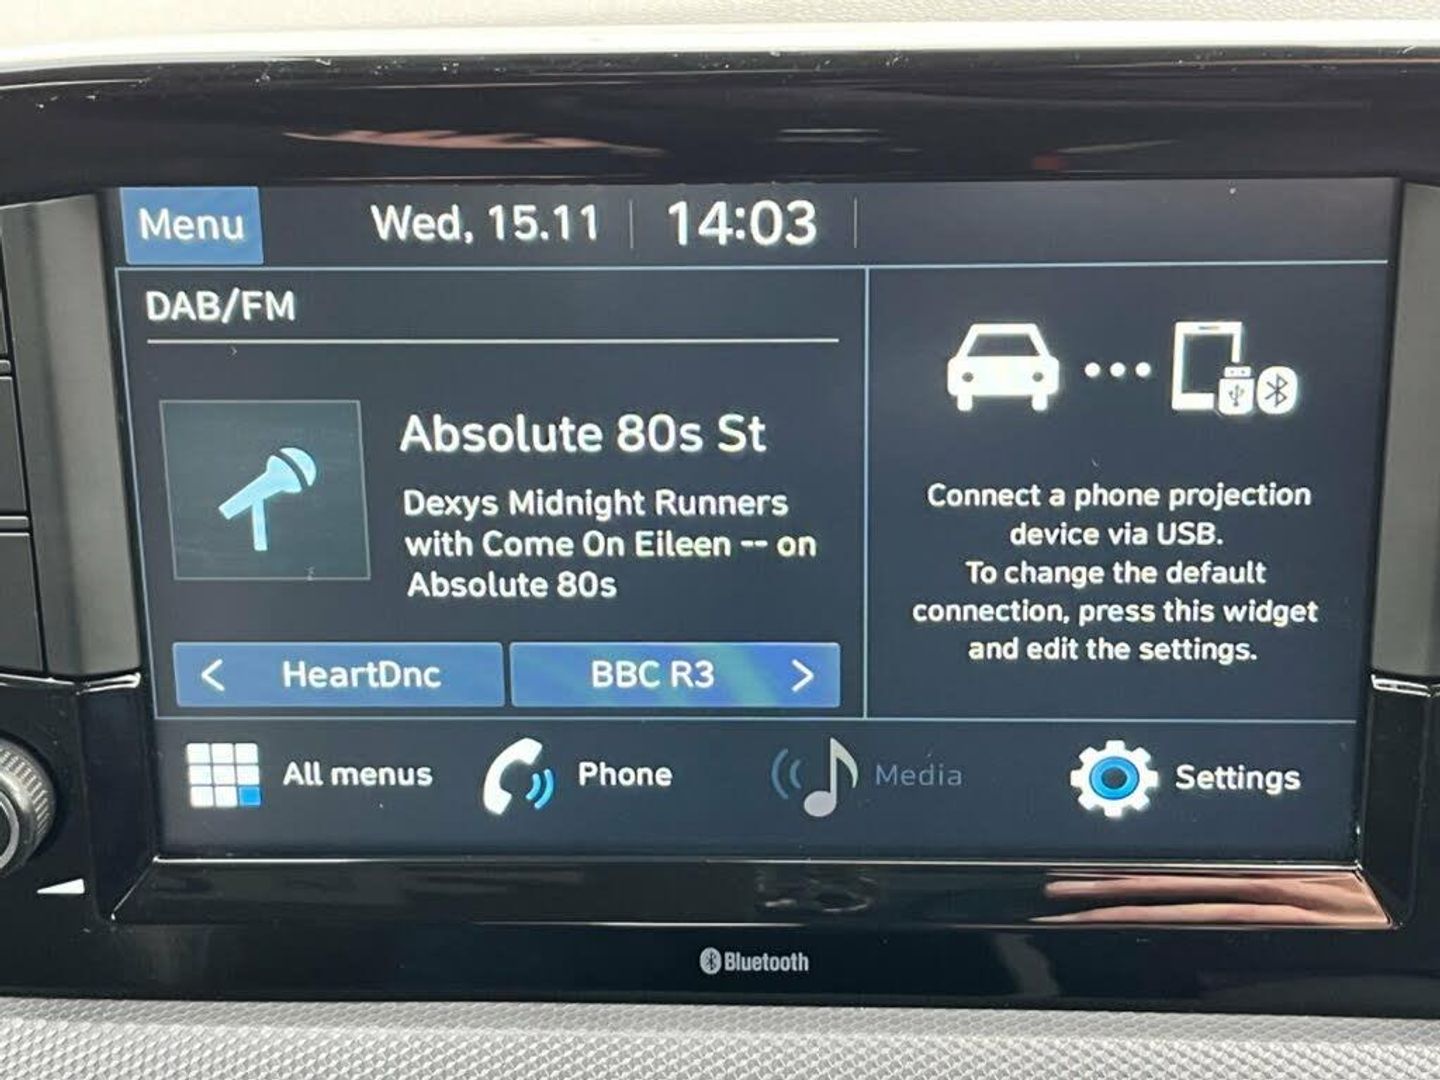 Menu
Wed, 15.11
14:03
DAB/FM
Absolute 80s St
Dexys Midnight Runners
with Come On Eileen -- on
Absolute 80s
HeartDnc
BBC R3
Connect a phone projection
device via USB.
To change the default
connection, press this widget
and edit the settings.
All menus
Phone
Media
Settings
Bluetooth